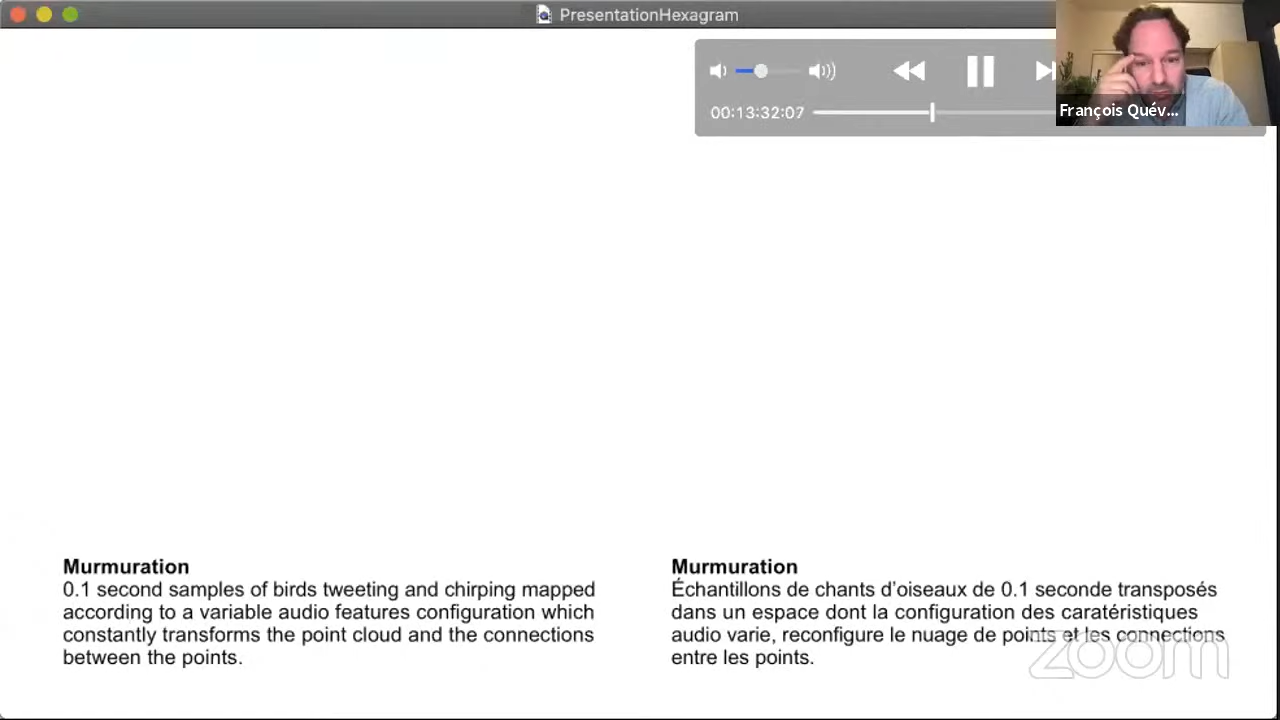 PresentationHexagram
00:13:32:07
François Quév...
Murmuration
0.1 second samples of birds tweeting and chirping mapped
according to a variable audio features configuration which
constantly transforms the point cloud and the connections
between the points.
Murmuration
Échantillons de chants d'oiseaux de 0.1 seconde transposés
dans un espace dont la configuration des caratéristiques
audio varie, reconfigure le nuage de points et les connections
entre les points.
zoom